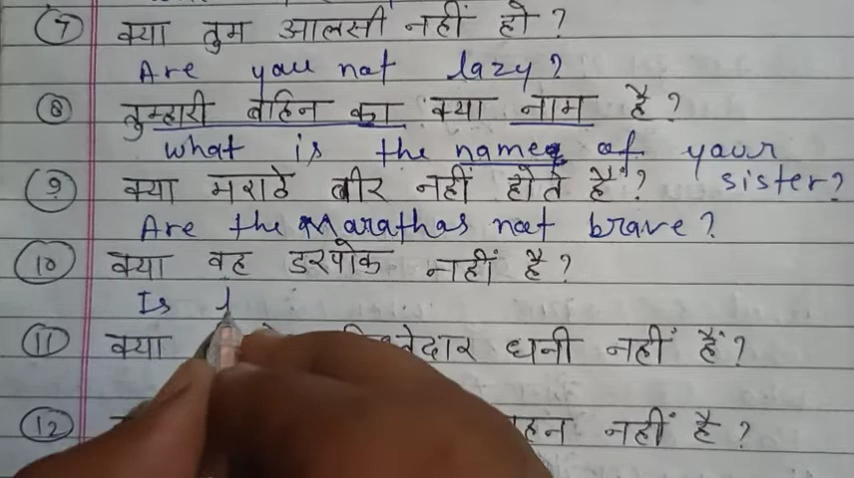 (7) क्या तुम आलसी नहीं हो ?
Are you not lazy ?
(8) तुम्हारी बहिन का क्या नाम है ?
what is the name of your
sister ?
(9) क्या मराठे वीर नहीं होते हैं ?
Are the Marathas not brave ?
(10) क्या वह डरपोक नहीं है ?
Is
(11) क्या धनी नहीं हैं ?
(12) नहीं है ?